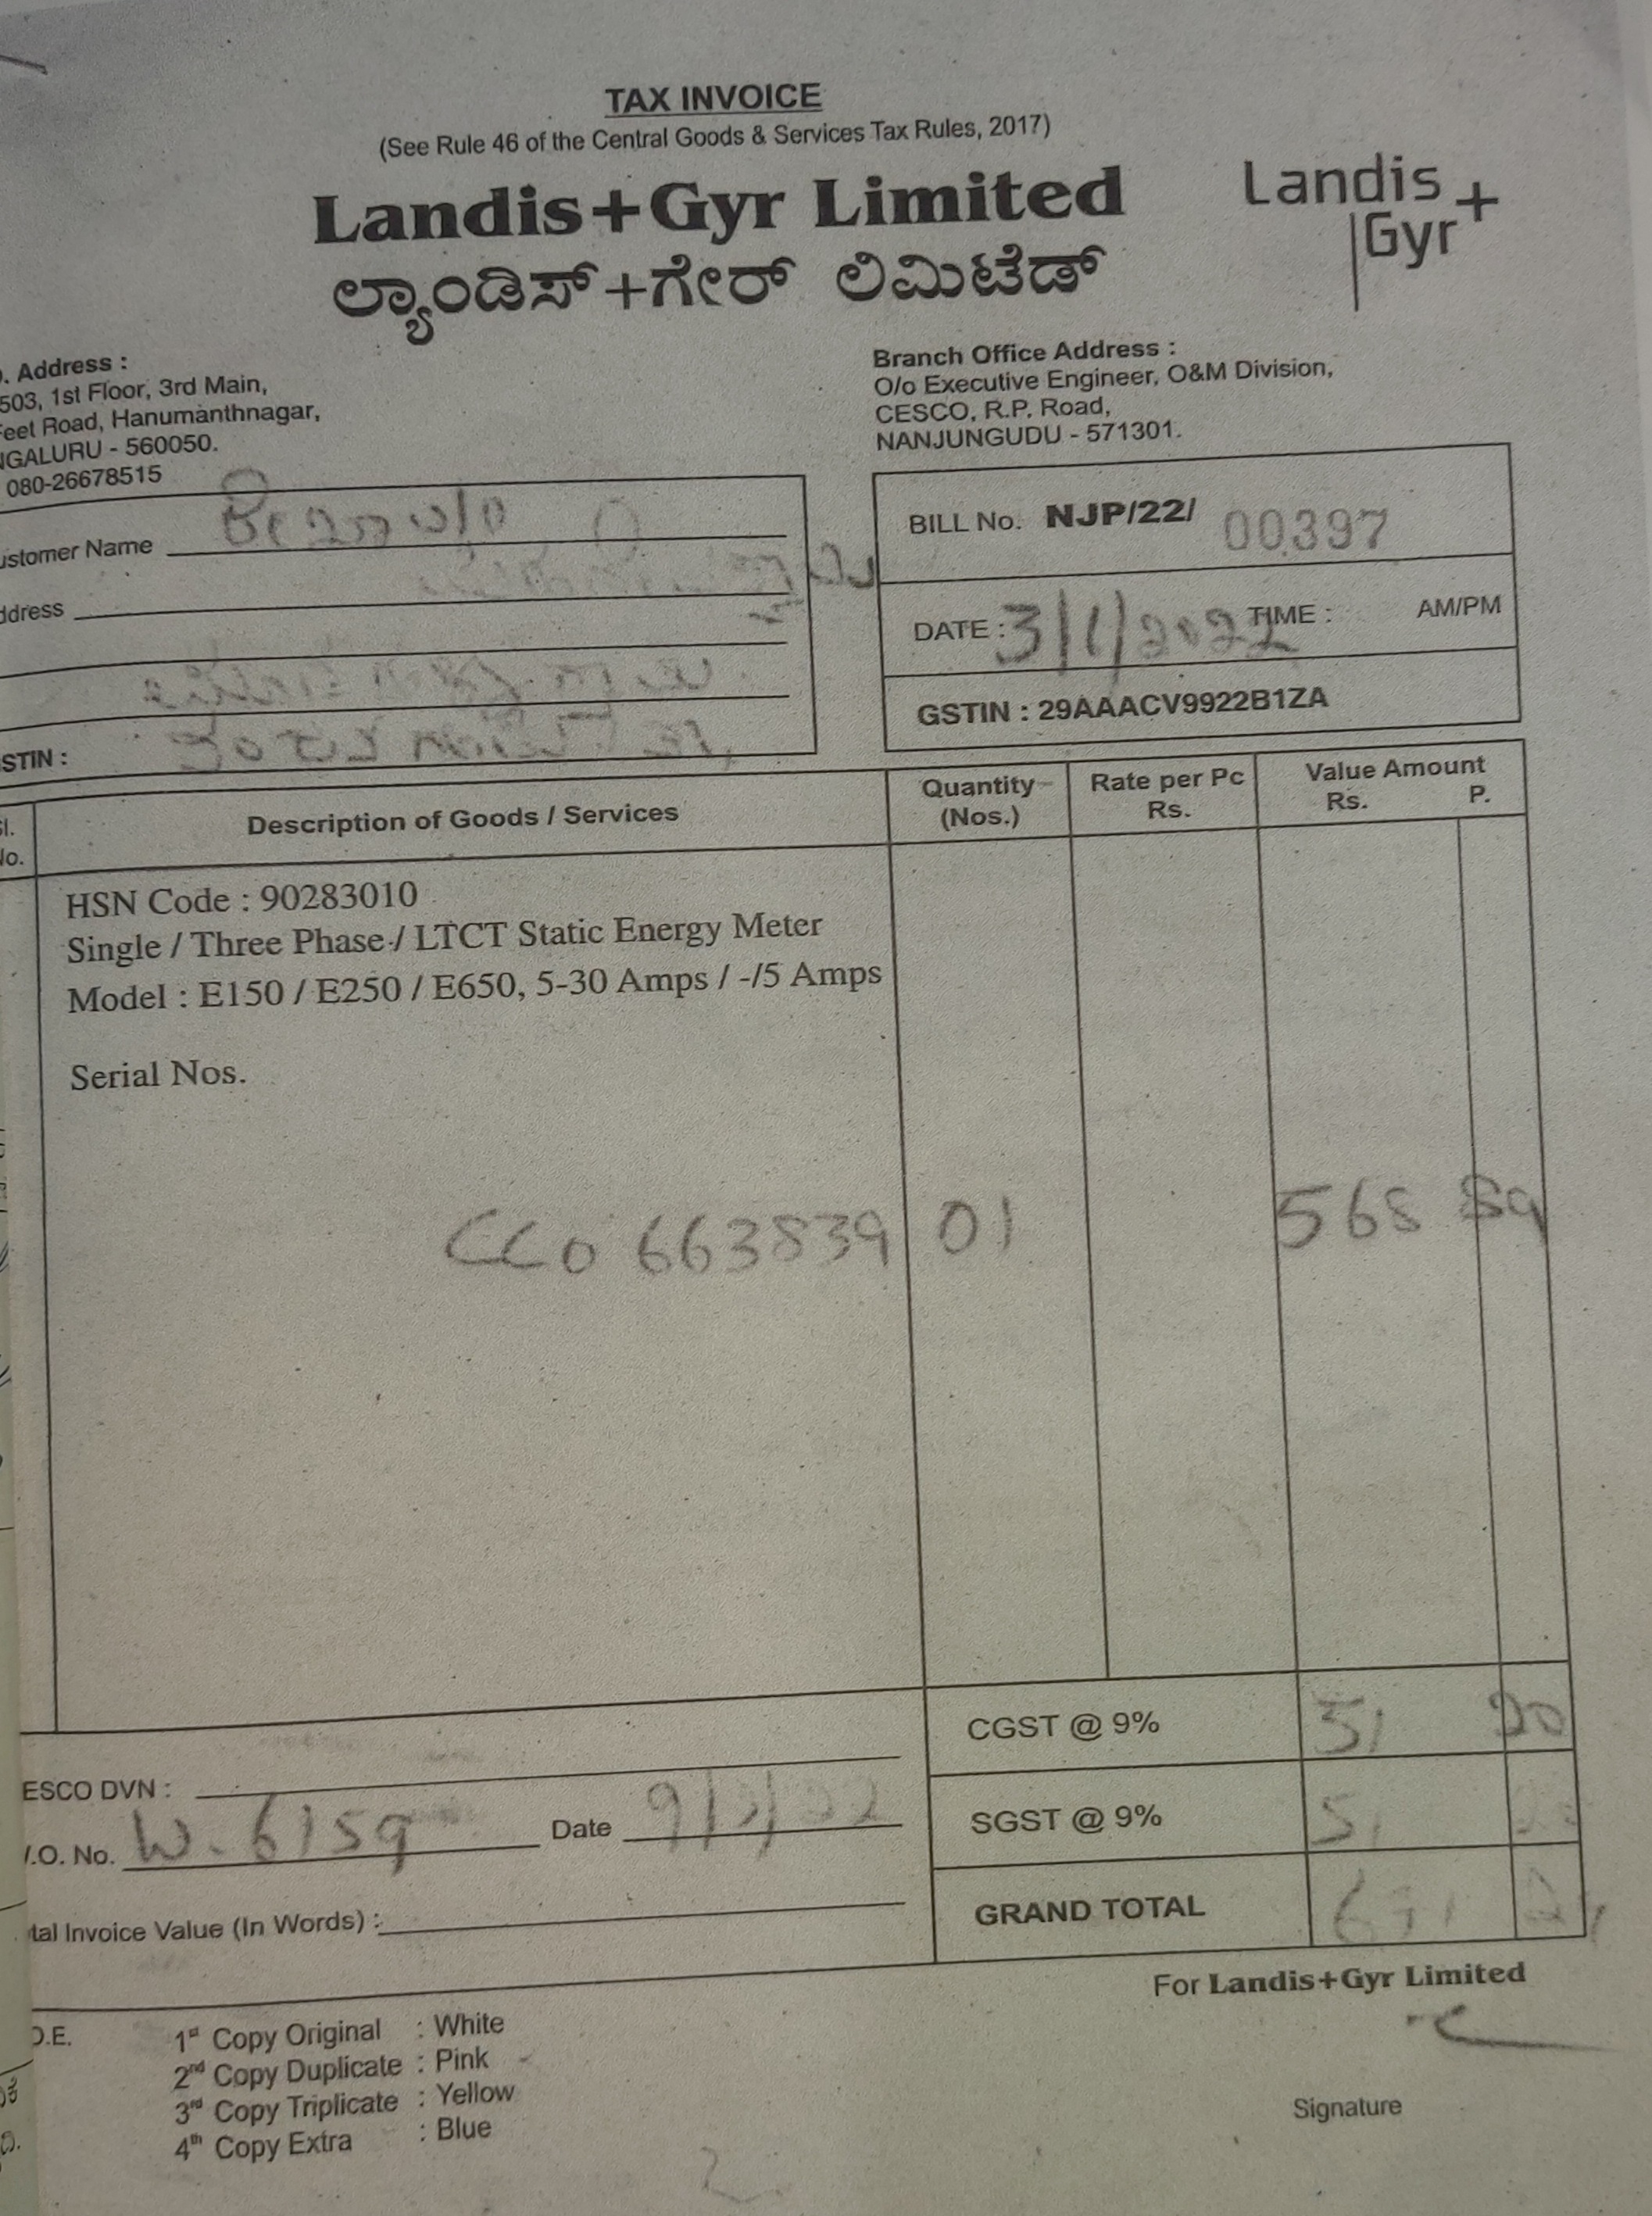 TAX INVOICE
(See Rule 46 of the Central Goods & Services Tax Rules, 2017)
Landis+Gyr Limited
ಲ್ಯಾಂಡಿಸ್+ಗೇರ್ ಲಿಮಿಟೆಡ್
Landis
Gyr+
. Address :
503, 1st Floor, 3rd Main,
eet Road, Hanumanthnagar,
GALURU - 560050.
080-26678515
Branch Office Address :
O/o Executive Engineer, O&M Division,
CESCO, R.P. Road,
NANJUNGUDU - 571301.
ustomer Name
ddress
STIN :
BILL No. NJP/22/ 00397
DATE : 3/1/2022 TIME : AM/PM
GSTIN : 29AAACV9922B1ZA
l. No.
Description of Goods / Services
Quantity (Nos.)
Rate per Pc Rs.
Value Amount Rs. P.
HSN Code : 90283010
Single / Three Phase / LTCT Static Energy Meter
Model : E150 / E250 / E650, 5-30 Amps / -/5 Amps
Serial Nos.
CC0 663839 01 568 89
CGST @ 9% 51 20
ESCO DVN :
SGST @ 9% 51
.O. No. W. 6159 Date
GRAND TOTAL
tal Invoice Value (In Words) :
For Landis+Gyr Limited
O.E.
1st Copy Original : White
2nd Copy Duplicate : Pink
3rd Copy Triplicate : Yellow
4th Copy Extra : Blue
Signature